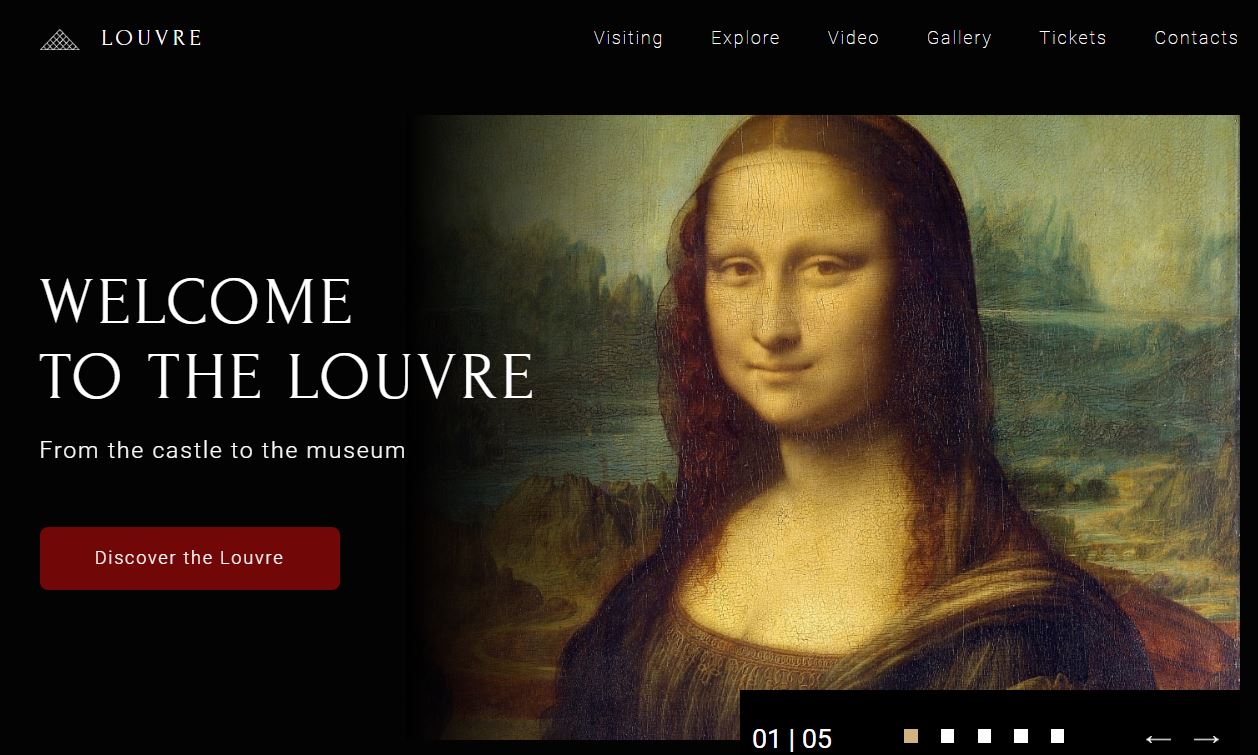 LOUVRE
Visiting Explore Video Gallery Tickets Contacts
WELCOME
TO THE LOUVRE
From the castle to the museum
Discover the Louvre
01 | 05